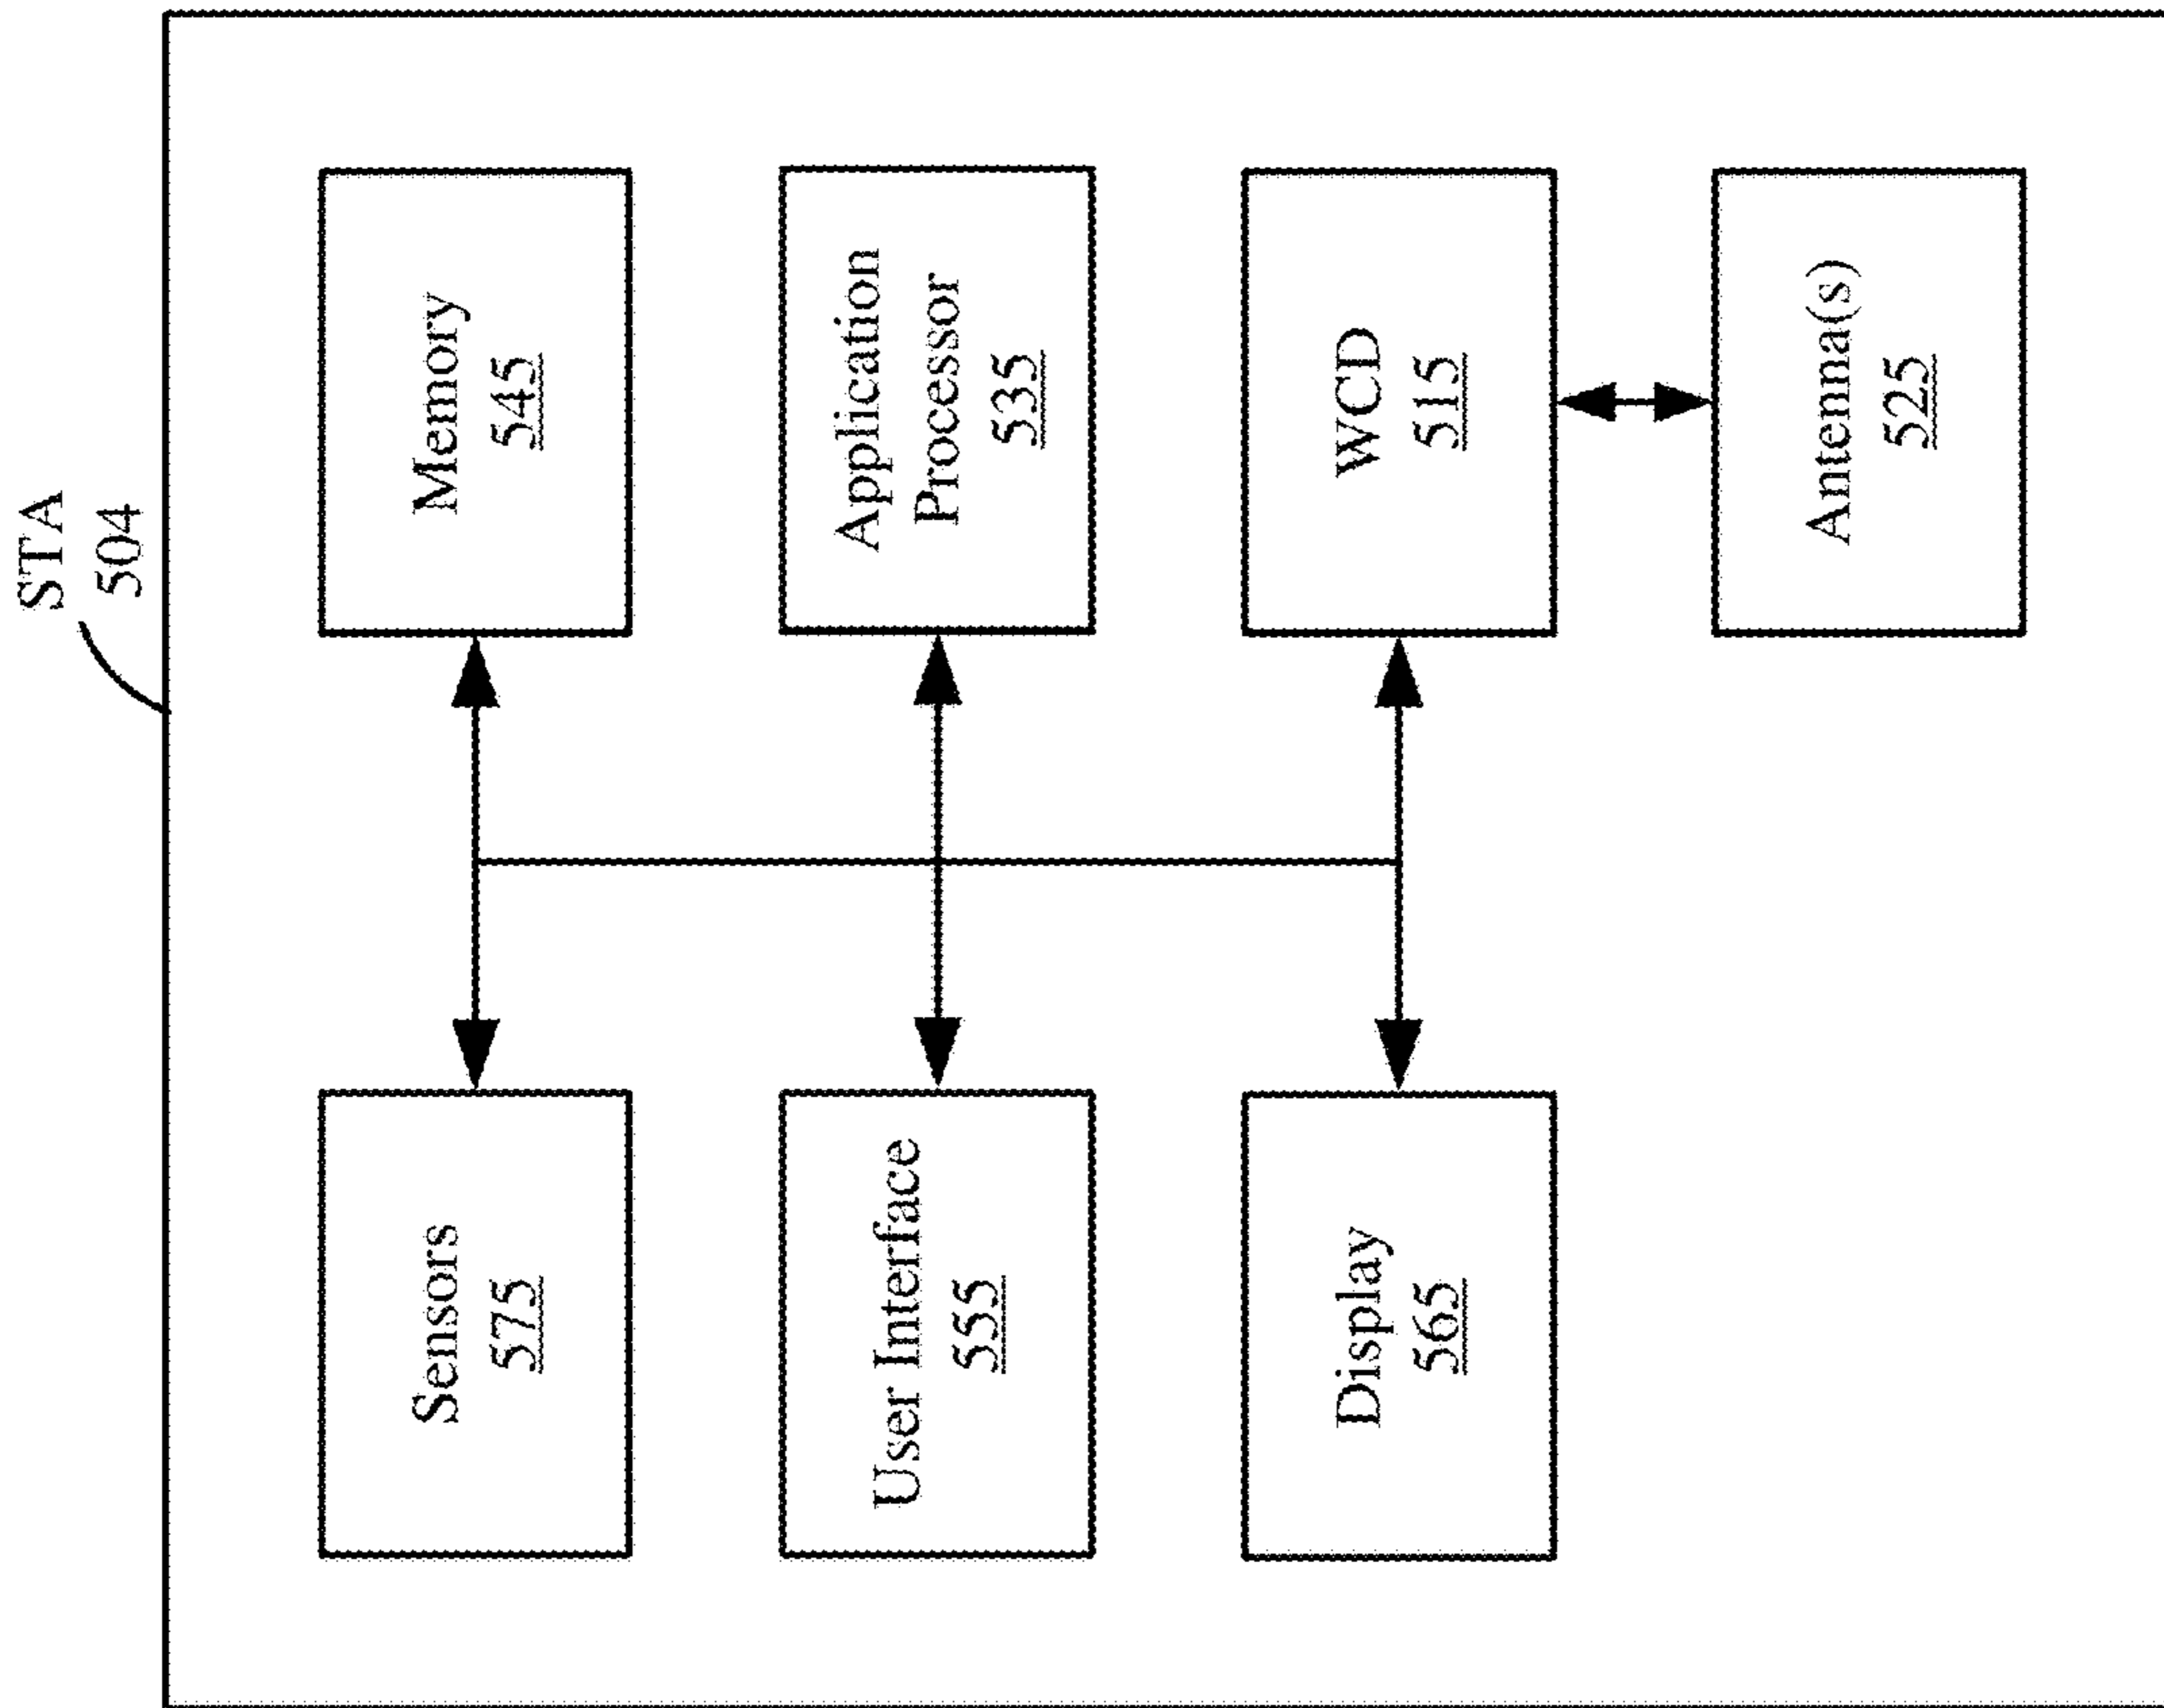 STA
504
Sensors
575
Memory
545
User Interface
555
Application
Processor
535
Display
565
WCD
515
Antenna(s)
525